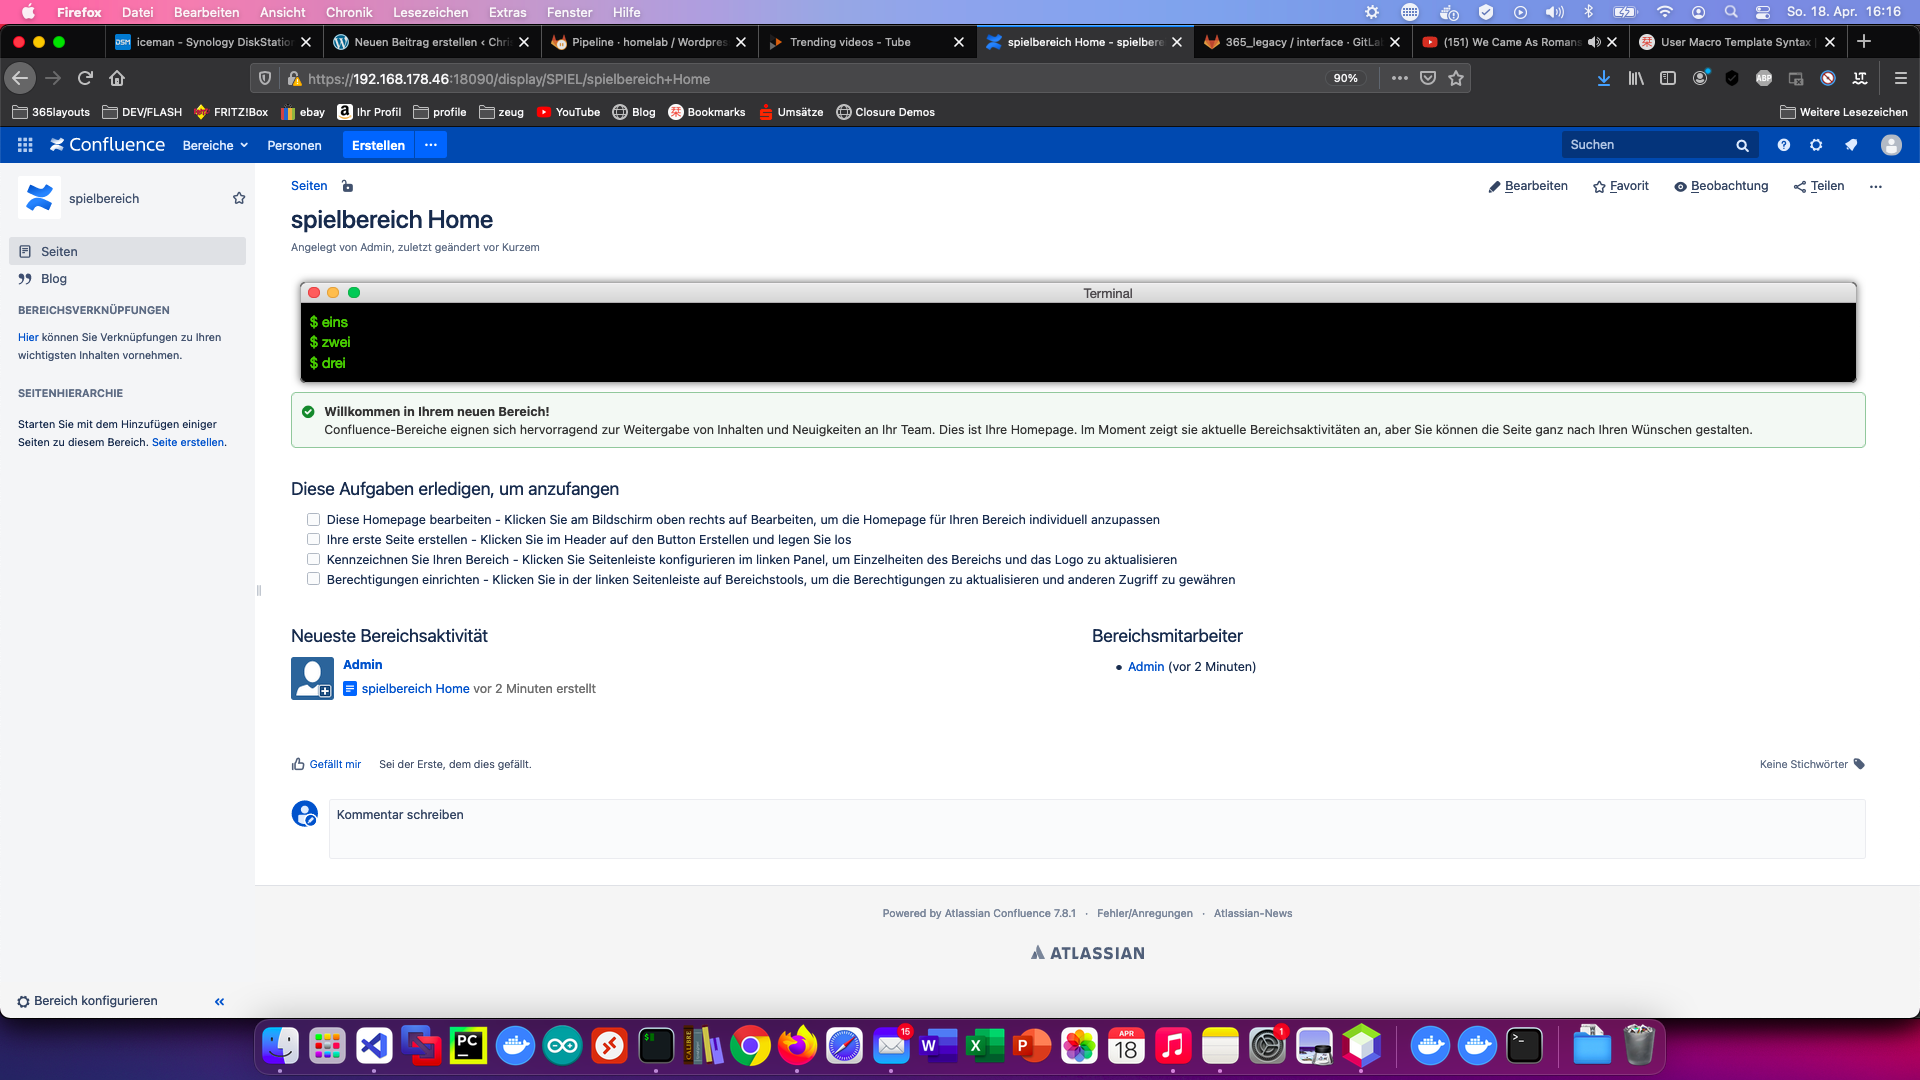 Firefox Datei Bearbeiten Ansicht Chronik Lesezeichen Extras Fenster Hilfe So. 18. Apr. 16:16
iceman - Synology DiskStation Neuen Beitrag erstellen ‹ Chri Pipeline · homelab / Wordpres Trending videos - Tube spielbereich Home - spielbere 365_legacy / interface · GitLa (151) We Came As Romans User Macro Template Syntax
https://192.168.178.46:18090/display/SPIEL/spielbereich+Home 90%
365layouts DEV/FLASH FRITZ!Box ebay Ihr Profil profile zeug YouTube Blog Bookmarks Umsätze Closure Demos Weitere Lesezeichen
Confluence Bereiche Personen Erstellen Suchen
spielbereich
Seiten
Blog
BEREICHSVERKNÜPFUNGEN
Hier können Sie Verknüpfungen zu Ihren
wichtigsten Inhalten vornehmen.
SEITENHIERARCHIE
Starten Sie mit dem Hinzufügen einiger
Seiten zu diesem Bereich. Seite erstellen.
Bereich konfigurieren
Seiten Bearbeiten Favorit Beobachtung Teilen
spielbereich Home
Angelegt von Admin, zuletzt geändert vor Kurzem
Terminal
$ eins
$ zwei
$ drei
Willkommen in Ihrem neuen Bereich!
Confluence-Bereiche eignen sich hervorragend zur Weitergabe von Inhalten und Neuigkeiten an Ihr Team. Dies ist Ihre Homepage. Im Moment zeigt sie aktuelle Bereichsaktivitäten an, aber Sie können die Seite ganz nach Ihren Wünschen gestalten.
Diese Aufgaben erledigen, um anzufangen
Diese Homepage bearbeiten - Klicken Sie am Bildschirm oben rechts auf Bearbeiten, um die Homepage für Ihren Bereich individuell anzupassen
Ihre erste Seite erstellen - Klicken Sie im Header auf den Button Erstellen und legen Sie los
Kennzeichnen Sie Ihren Bereich - Klicken Sie Seitenleiste konfigurieren im linken Panel, um Einzelheiten des Bereichs und das Logo zu aktualisieren
Berechtigungen einrichten - Klicken Sie in der linken Seitenleiste auf Bereichstools, um die Berechtigungen zu aktualisieren und anderen Zugriff zu gewähren
Neueste Bereichsaktivität
Admin
spielbereich Home vor 2 Minuten erstellt
Bereichsmitarbeiter
Admin (vor 2 Minuten)
Gefällt mir Sei der Erste, dem dies gefällt. Keine Stichwörter
Kommentar schreiben
Powered by Atlassian Confluence 7.8.1 · Fehler/Anregungen · Atlassian-News
ATLASSIAN
PC CALIBRE 15 W X P APR 18 1